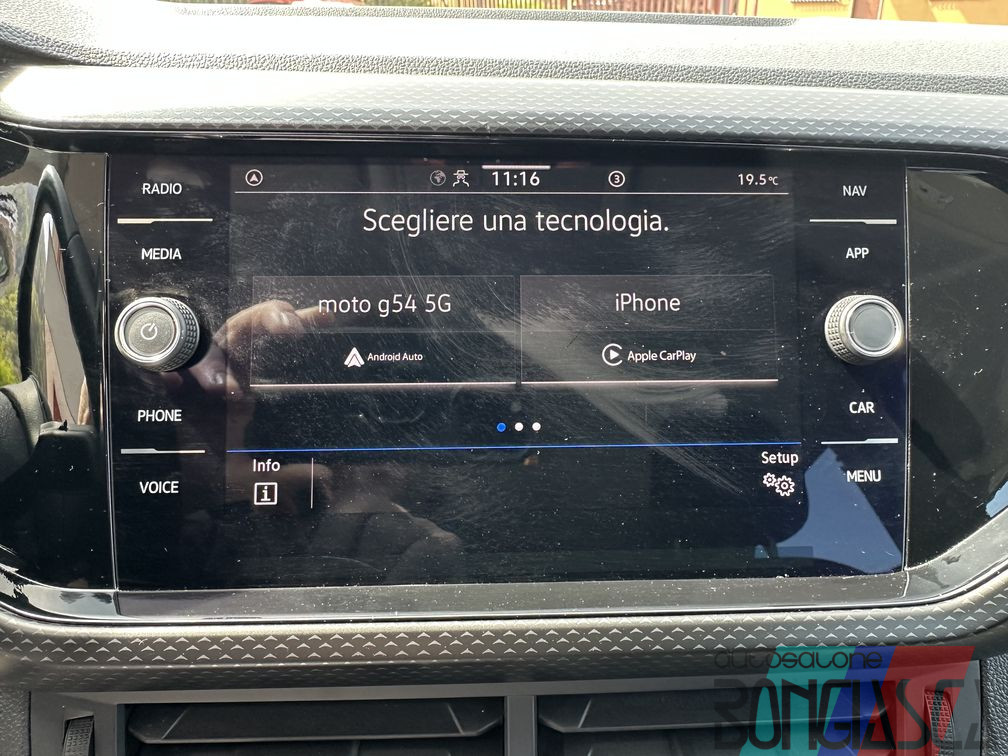 RADIO
MEDIA
PHONE
VOICE
11:16
3
19.5°C
Scegliere una tecnologia.
moto g54 5G
Android Auto
iPhone
Apple CarPlay
Info
Setup
NAV
APP
CAR
MENU
autosalone
BONGIASCA